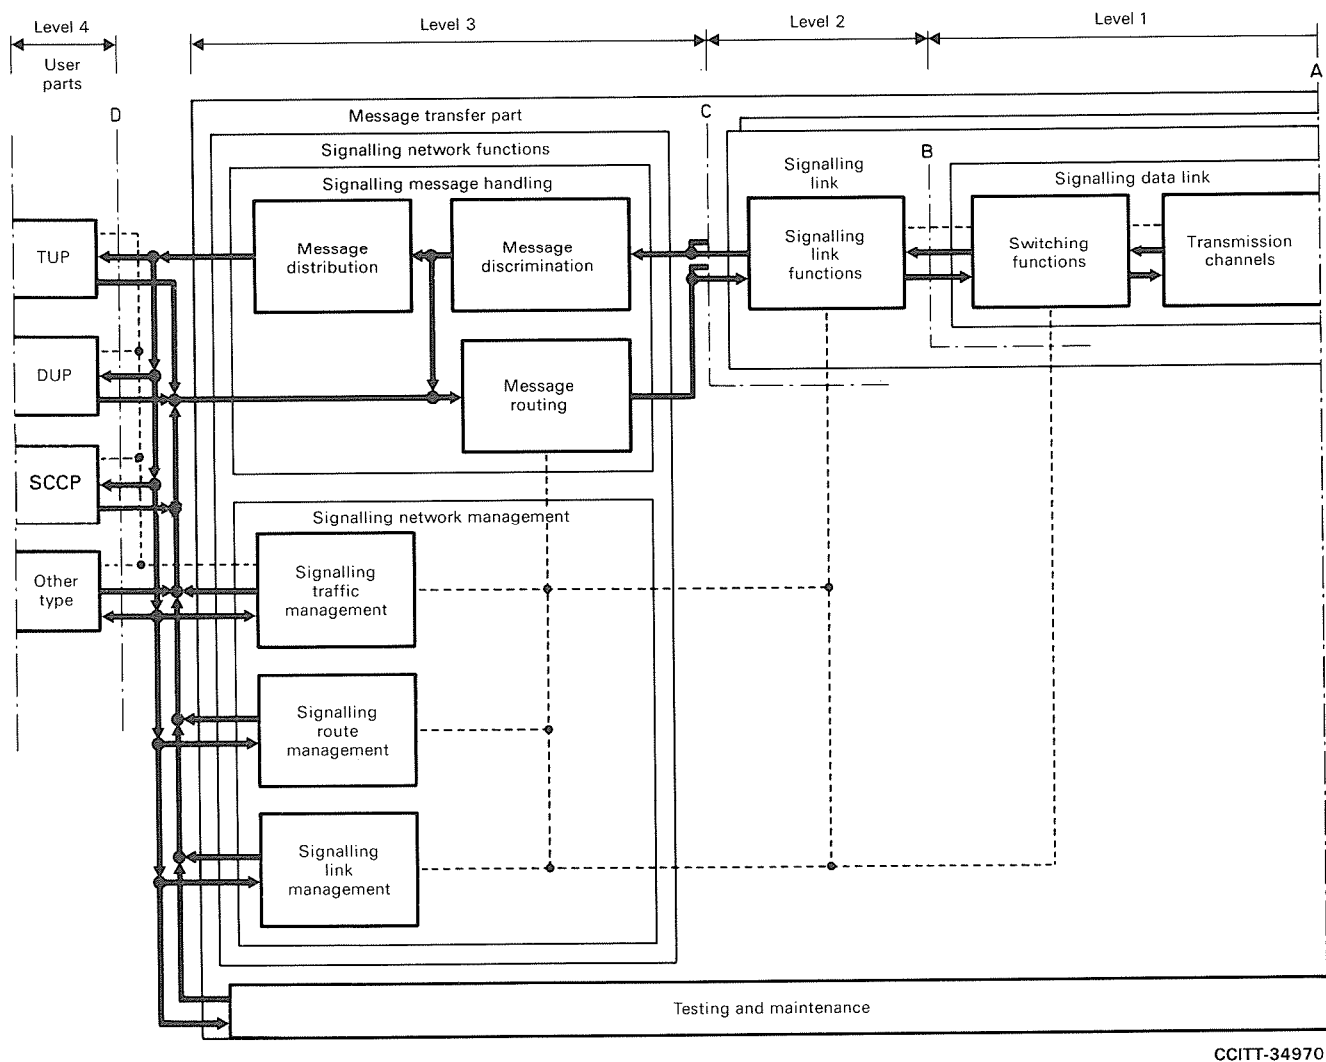 Level 4
Level 3
Level 2
Level 1
User
parts
A
D
Message transfer part
C
Signalling network functions
Signalling message handling
Signalling
link
B
Signalling data link
TUP
Message
distribution
Message
discrimination
Signalling
link
functions
Switching
functions
Transmission
channels
DUP
Message
routing
SCCP
Signalling network management
Other
type
Signalling
traffic
management
Signalling
route
management
Signalling
link
management
Testing and maintenance
CCITT-34970